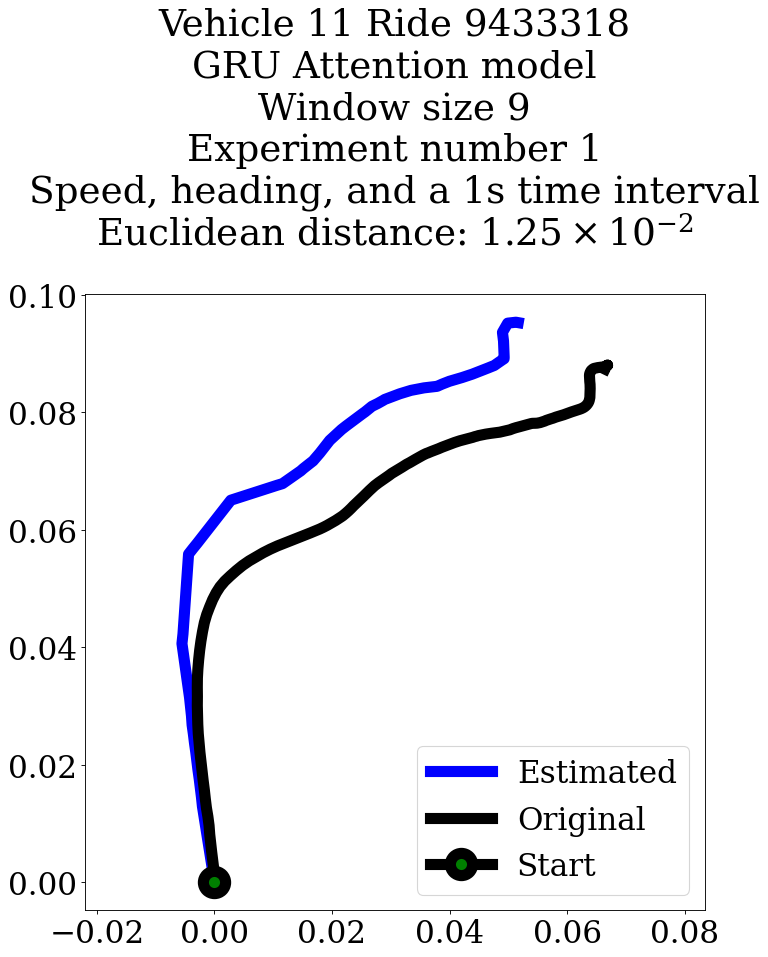 Vehicle 11 Ride 9433318
GRU Attention model
Window size 9
Experiment number 1
Speed, heading, and a 1s time interval
Euclidean distance: 1.25 × 10⁻²
0.10
0.08
0.06
0.04
0.02
0.00
Estimated
Original
Start
−0.02 0.00 0.02 0.04 0.06 0.08